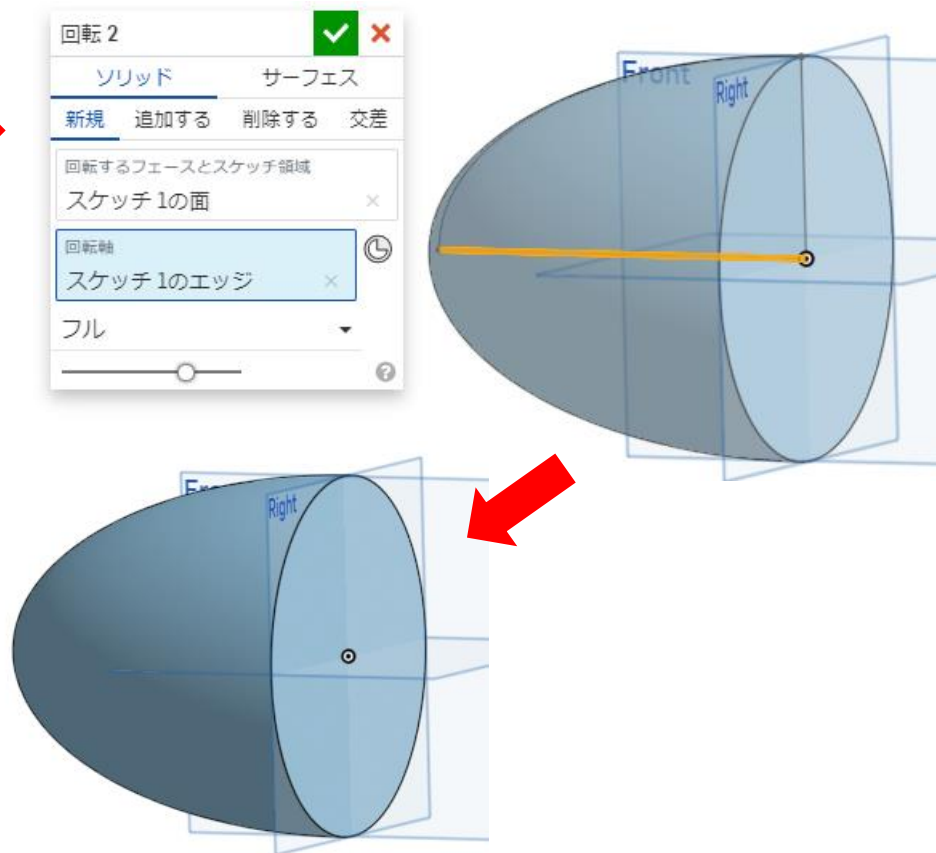 回転 2
ソリッド サーフェス
新規 追加する 削除する 交差
回転するフェースとスケッチ領域
スケッチ 1の面
回転軸
スケッチ 1のエッジ
フル
Front
Right
Fro
Right